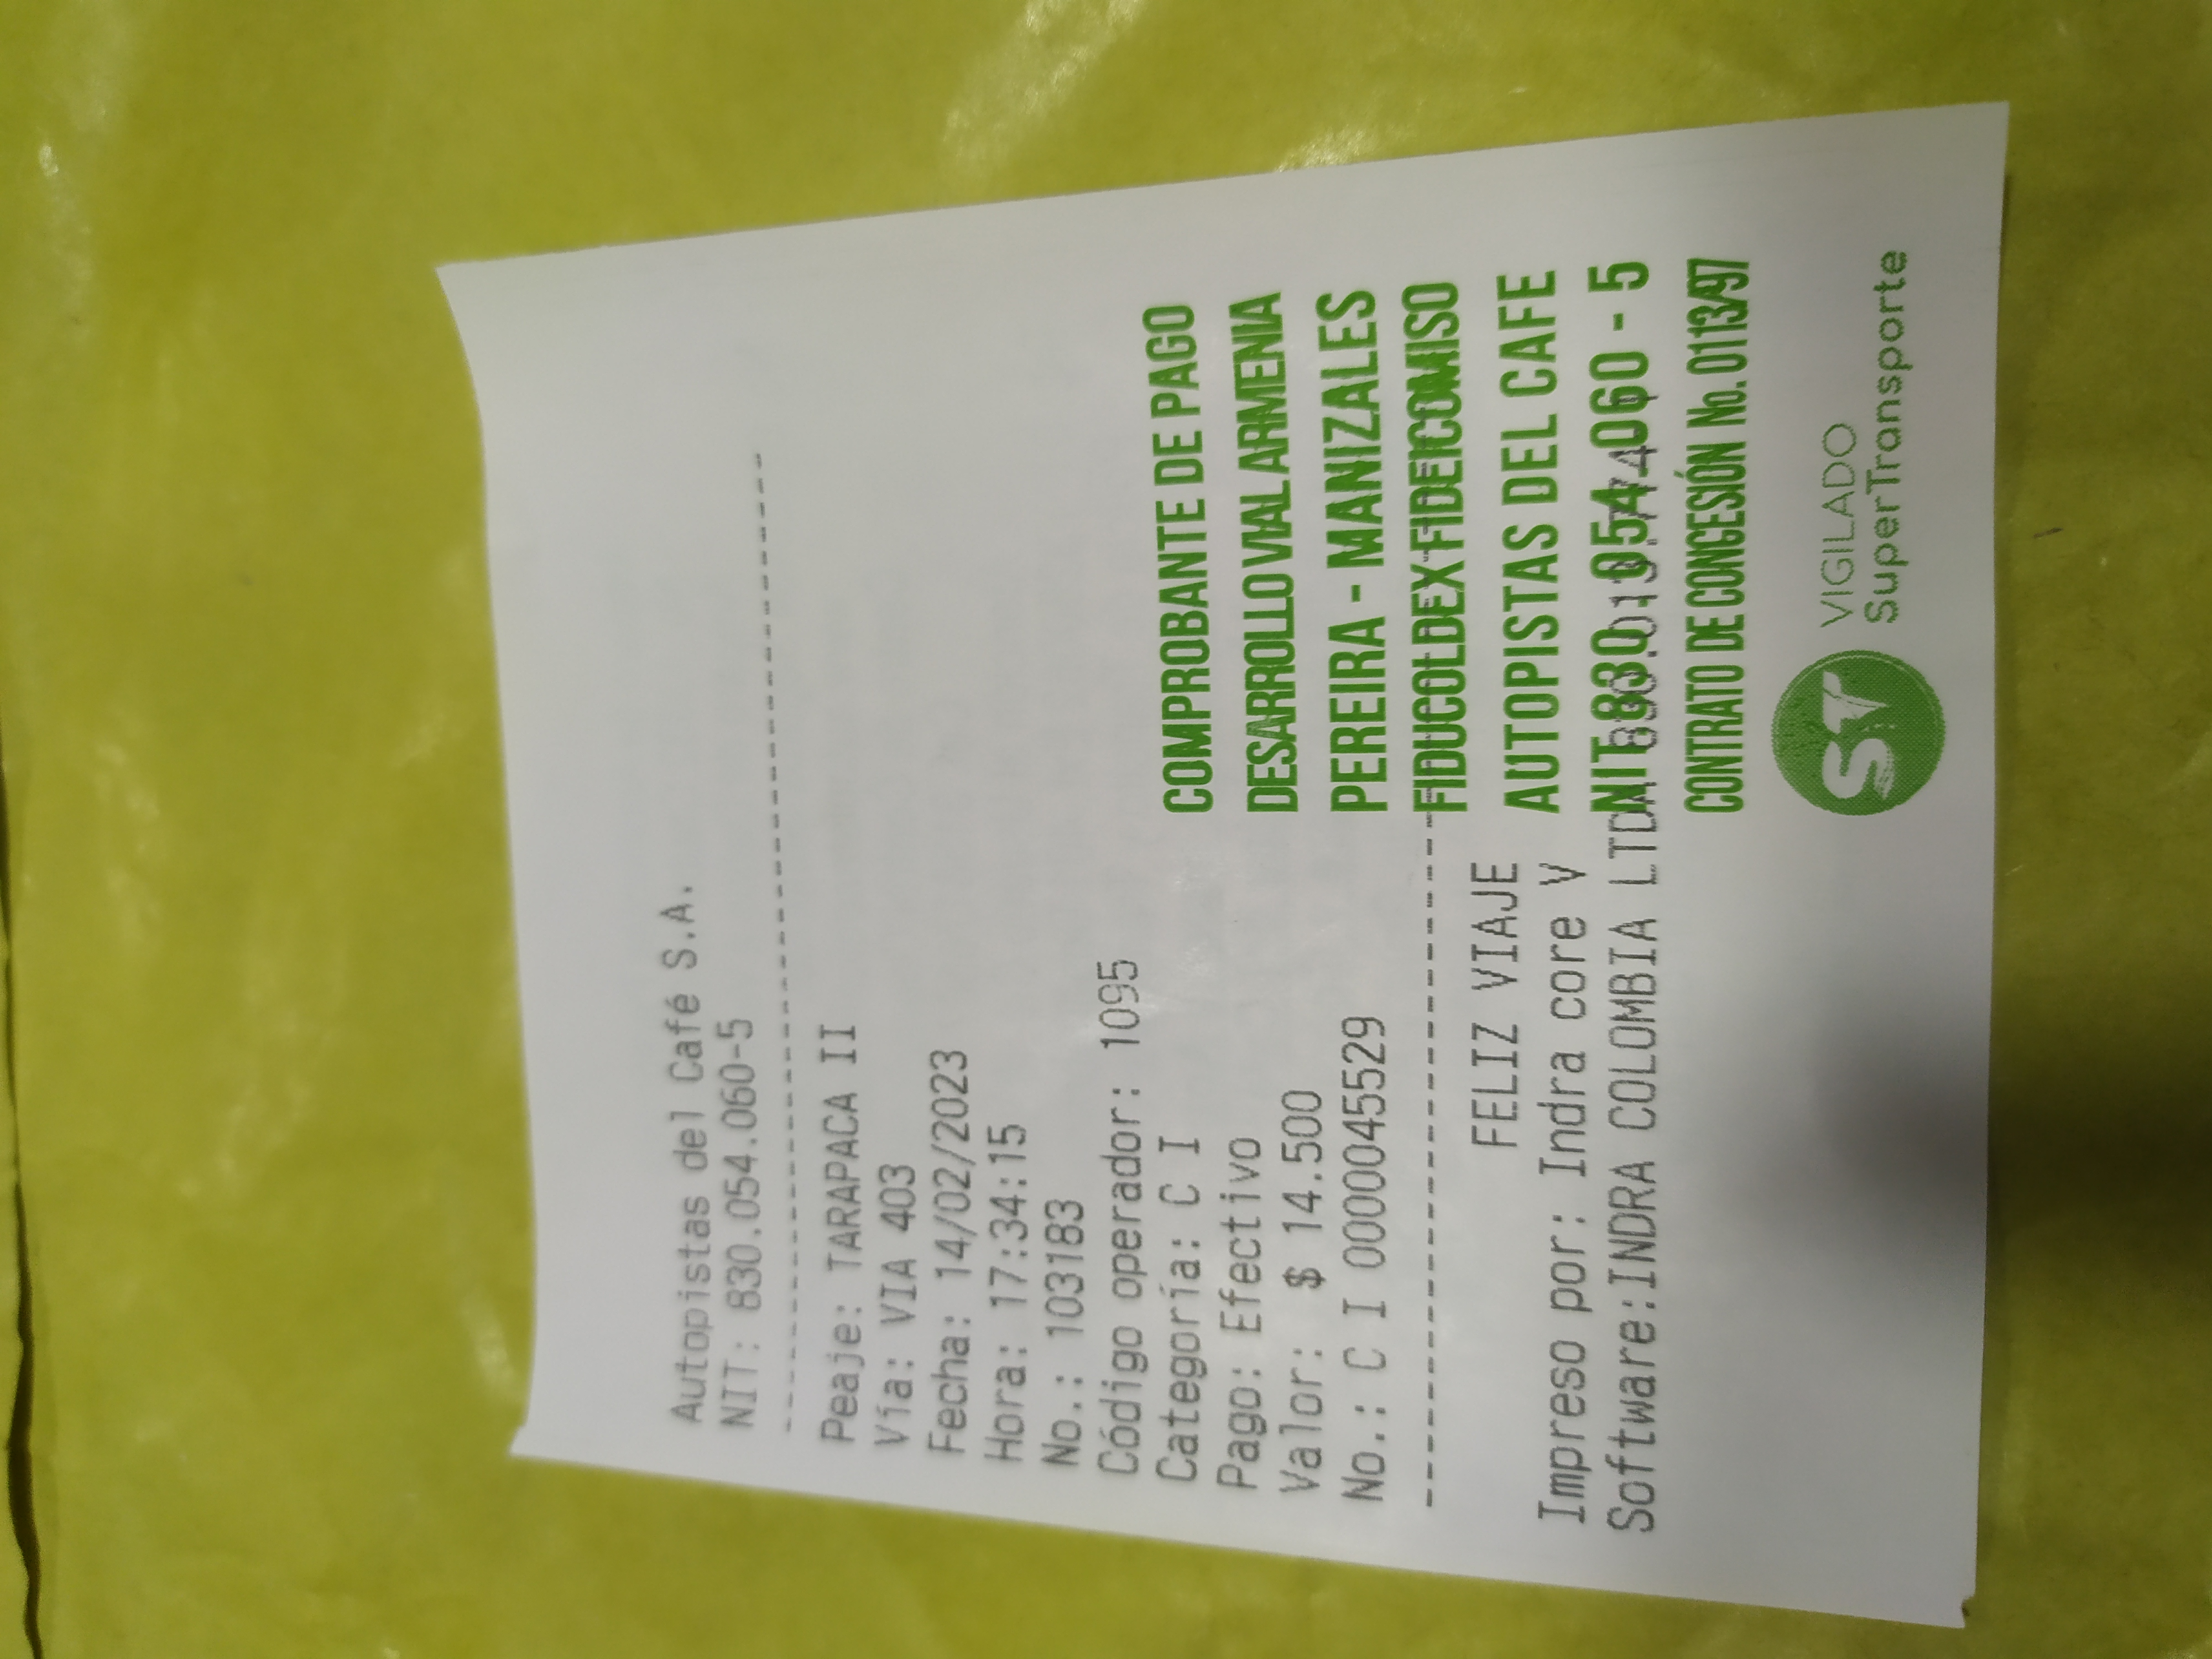 Autopistas del Café S.A.
NIT: 830.054.060-5
--------------------------------------------------
Peaje: TARAPACA II
Vía: VIA 403
Fecha: 14/02/2023
Hora: 17:34:15
No.: 103183
Código operador: 1095
Categoría: C I
Pago: Efectivo
Valor: $ 14.500
No.: C I 0000045529
--------------------------------------------------
FELIZ VIAJE
Impreso por: Indra core V
Software:INDRA COLOMBIA LTDA
COMPROBANTE DE PAGO
DESARROLLO VIAL ARMENIA
PEREIRA - MANIZALES
FIDUCOLDEX FIDEICOMISO
AUTOPISTAS DEL CAFE
NIT 830 054 060 - 5
CONTRATO DE CONCESIÓN No. 0113/97
ST
VIGILADO
SuperTransporte